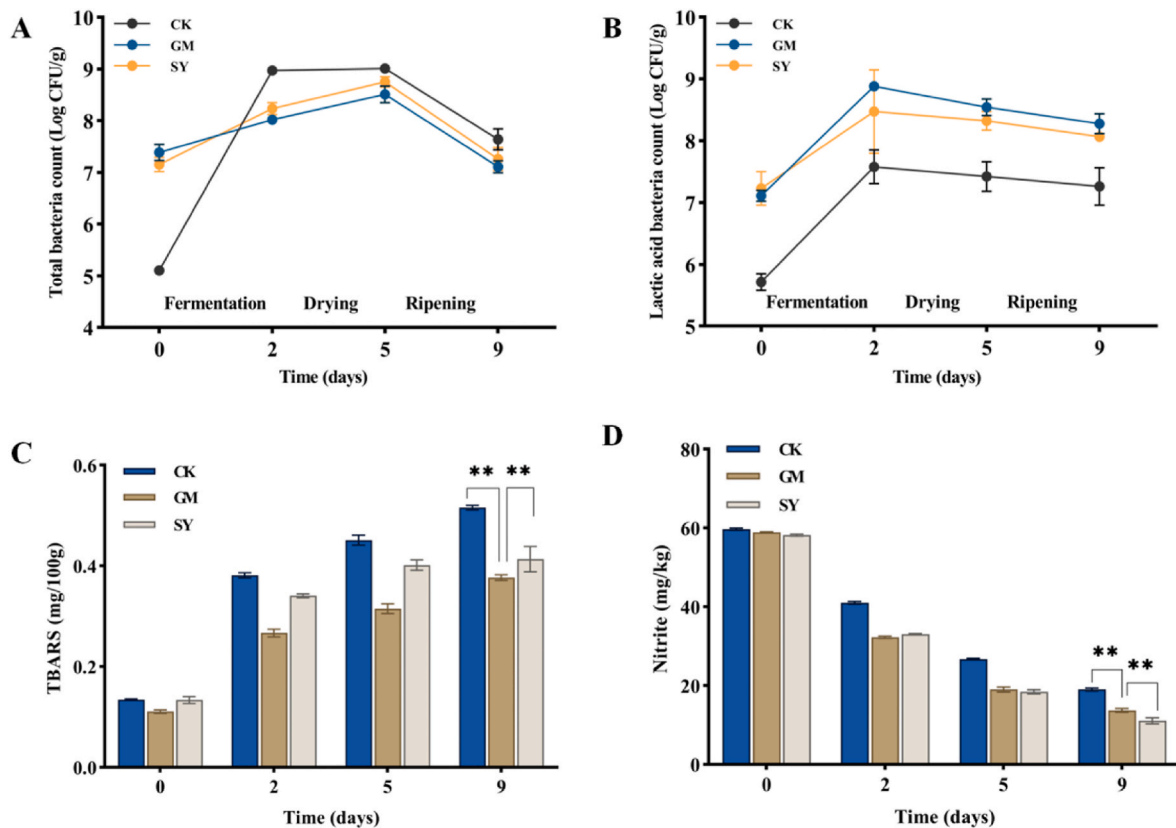 A
Total bacteria count (Log CFU/g)
10
9
8
7
6
5
4
CK
GM
SY
Fermentation Drying Ripening
0 2 5 9
Time (days)
B
Lactic acid bacteria count (Log CFU/g)
10
9
8
7
6
5
CK
GM
SY
Fermentation Drying Ripening
0 2 5 9
Time (days)
C
TBARS (mg/100g)
0.6
0.4
0.2
0.0
CK
GM
SY
** **
0 2 5 9
Time (days)
D
Nitrite (mg/kg)
80
60
40
20
0
CK
GM
SY
** **
0 2 5 9
Time (days)